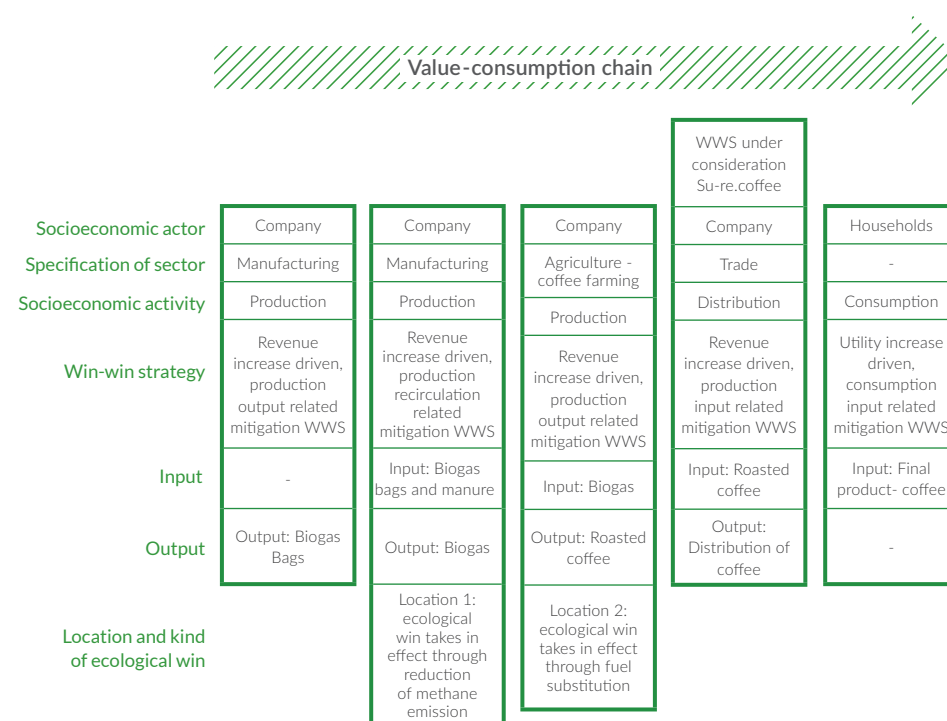 Value-consumption chain
WWS under
consideration
Su-re.coffee
Socioeconomic actor
Company
Company
Company
Company
Households
Specification of sector
Manufacturing
Manufacturing
Agriculture -
coffee farming
Trade
-
Socioeconomic activity
Production
Production
Production
Distribution
Consumption
Win-win strategy
Revenue
increase driven,
production
output related
mitigation WWS
Revenue
increase driven,
production
recirculation
related
mitigation WWS
Revenue
increase driven,
production
output related
mitigation WWS
Revenue
increase driven,
production
input related
mitigation WWS
Utility increase
driven,
consumption
input related
mitigation WWS
Input
-
Input: Biogas
bags and manure
Input: Biogas
Input: Roasted
coffee
Input: Final
product- coffee
Output
Output: Biogas
Bags
Output: Biogas
Output: Roasted
coffee
Output:
Distribution of
coffee
-
Location and kind
of ecological win
Location 1:
ecological
win takes in
effect through
reduction
of methane
emission
Location 2:
ecological win
takes in effect
through fuel
substitution